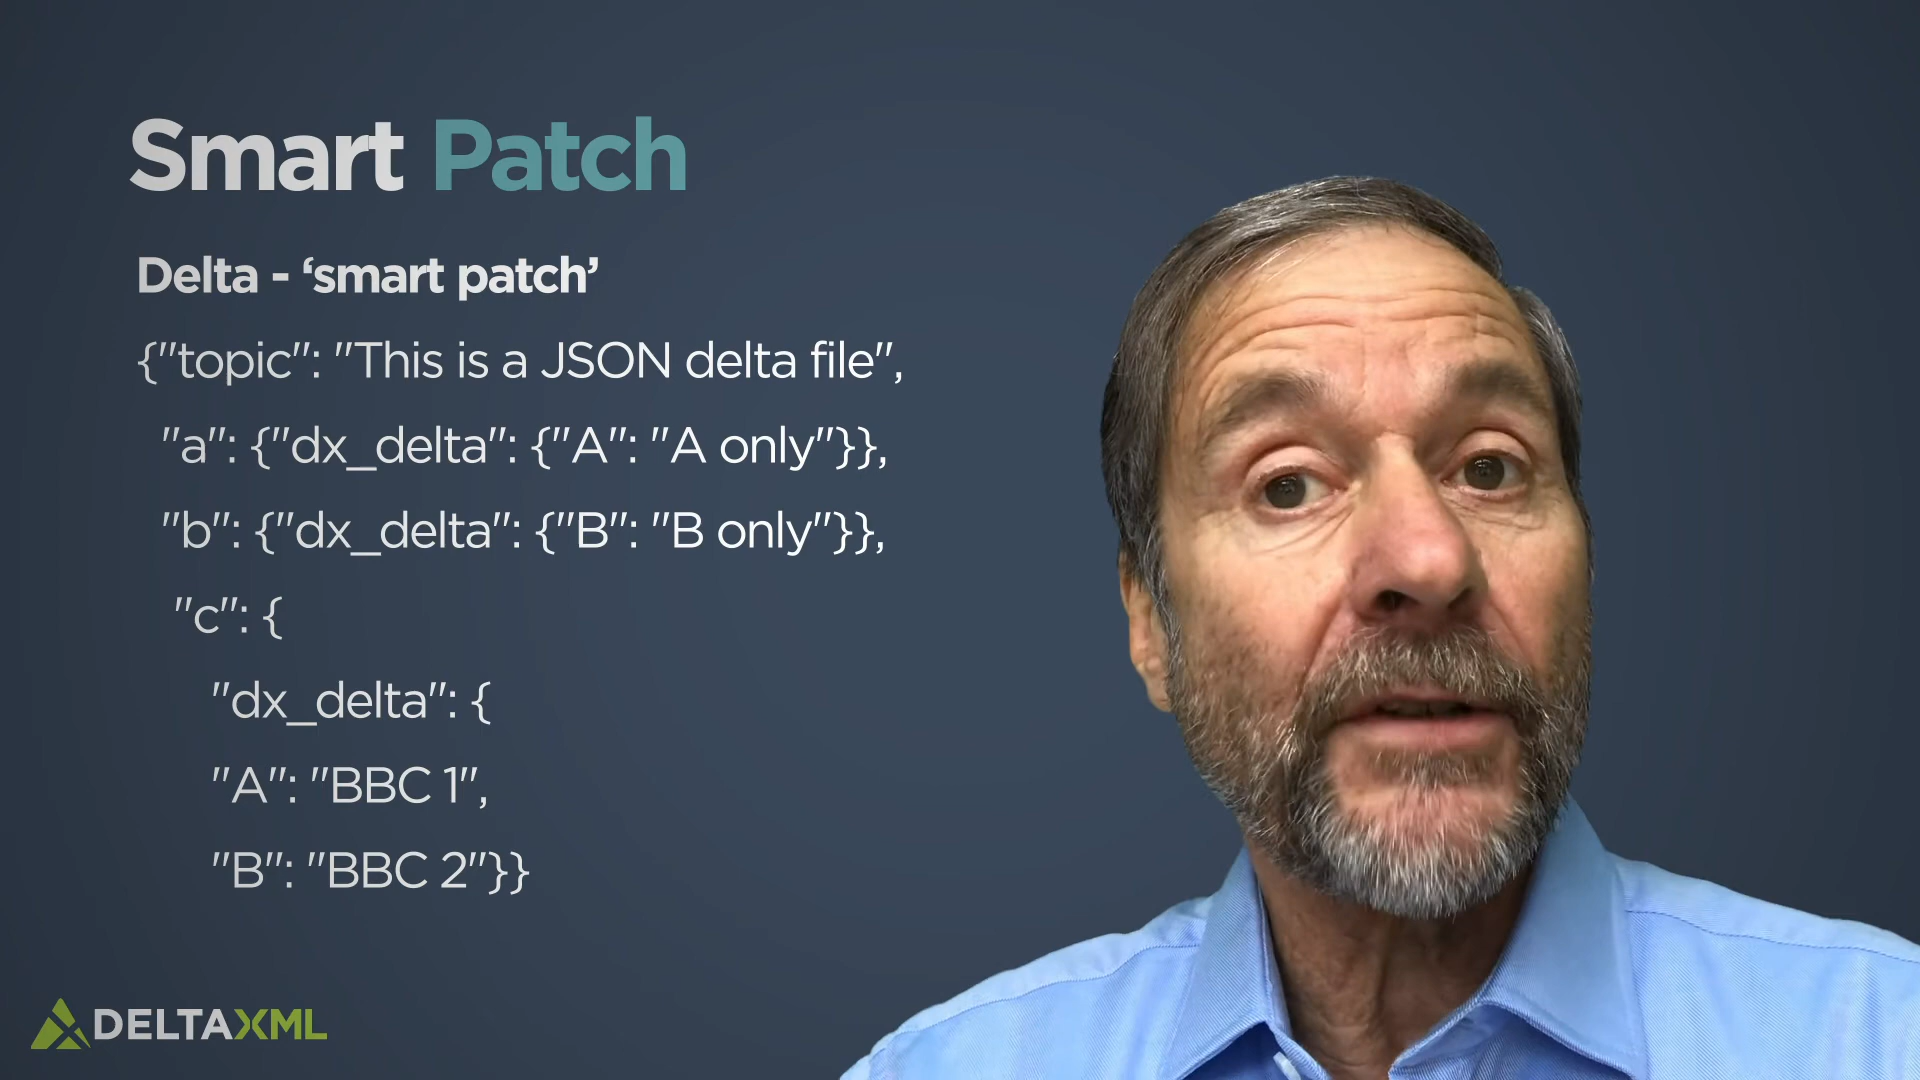 Smart Patch
Delta - ‘smart patch’
{"topic": "This is a JSON delta file",
"a": {"dx_delta": {"A": "A only"}},
"b": {"dx_delta": {"B": "B only"}},
"c": {
"dx_delta": {
"A": "BBC 1",
"B": "BBC 2"}}
DELTAXML